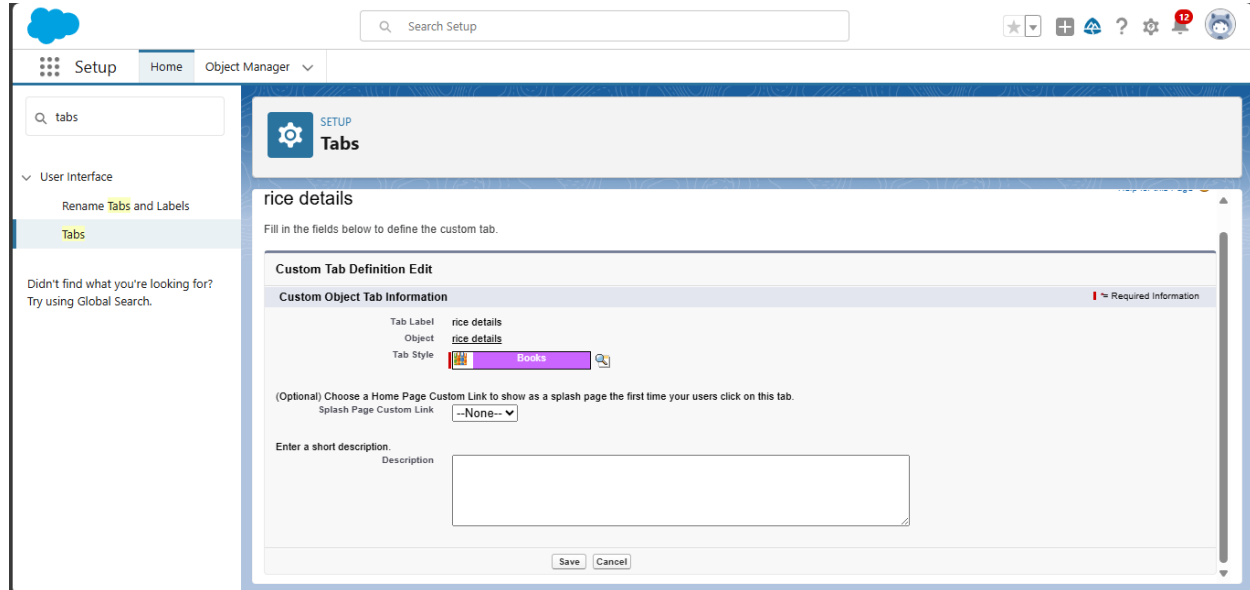 Search Setup
12
Setup
Home
Object Manager
tabs
User Interface
Rename Tabs and Labels
Tabs
Didn't find what you're looking for?
Try using Global Search.
SETUP
Tabs
rice details
Fill in the fields below to define the custom tab.
Custom Tab Definition Edit
Custom Object Tab Information
= Required Information
Tab Label rice details
Object rice details
Tab Style Books
(Optional) Choose a Home Page Custom Link to show as a splash page the first time your users click on this tab.
Splash Page Custom Link --None--
Enter a short description.
Description
Save Cancel